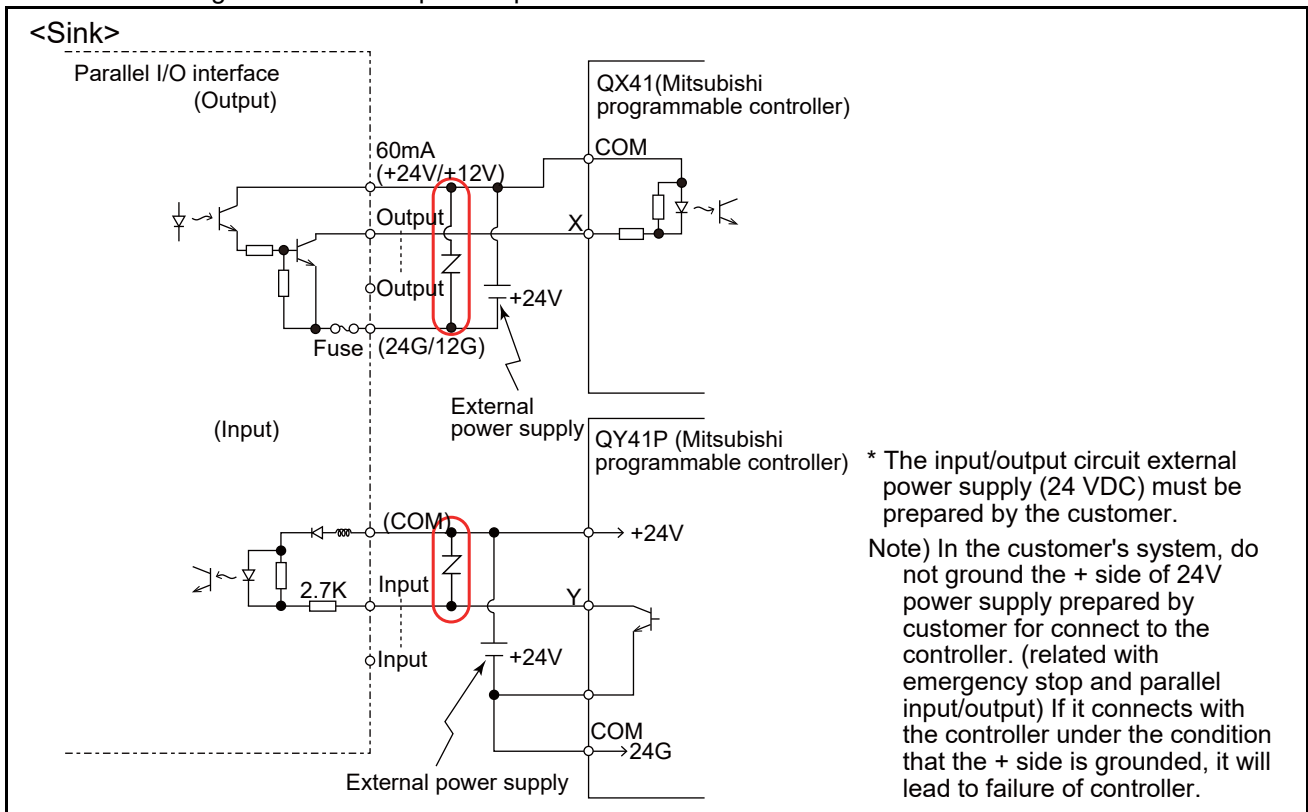 <Sink>
Parallel I/O interface
(Output)
QX41(Mitsubishi
programmable controller)
60mA
(+24V/+12V)
COM
Output
X
Output
+24V
Fuse
(24G/12G)
External
power supply
(Input)
QY41P (Mitsubishi
programmable controller)
(COM)
+24V
2.7K
Input
Y
Input
+24V
COM
24G
External power supply
* The input/output circuit external
power supply (24 VDC) must be
prepared by the customer.
Note) In the customer's system, do
not ground the + side of 24V
power supply prepared by
customer for connect to the
controller. (related with
emergency stop and parallel
input/output) If it connects with
the controller under the condition
that the + side is grounded, it will
lead to failure of controller.